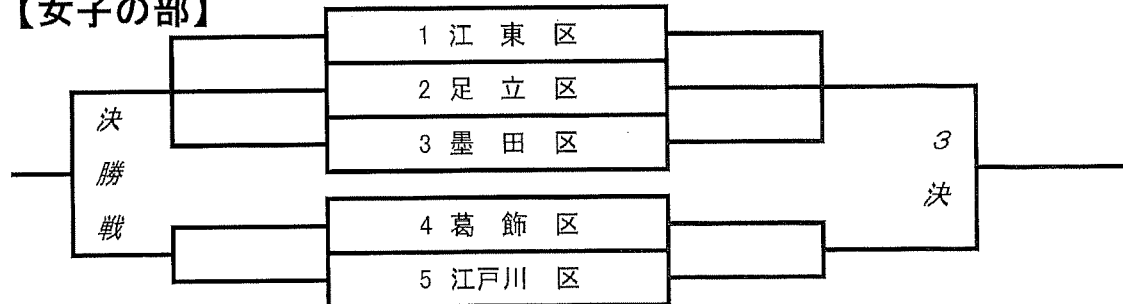 【女子の部】
1 江東区
2 足立区
3 墨田区
4 葛飾区
5 江戸川区
決勝戦
3決